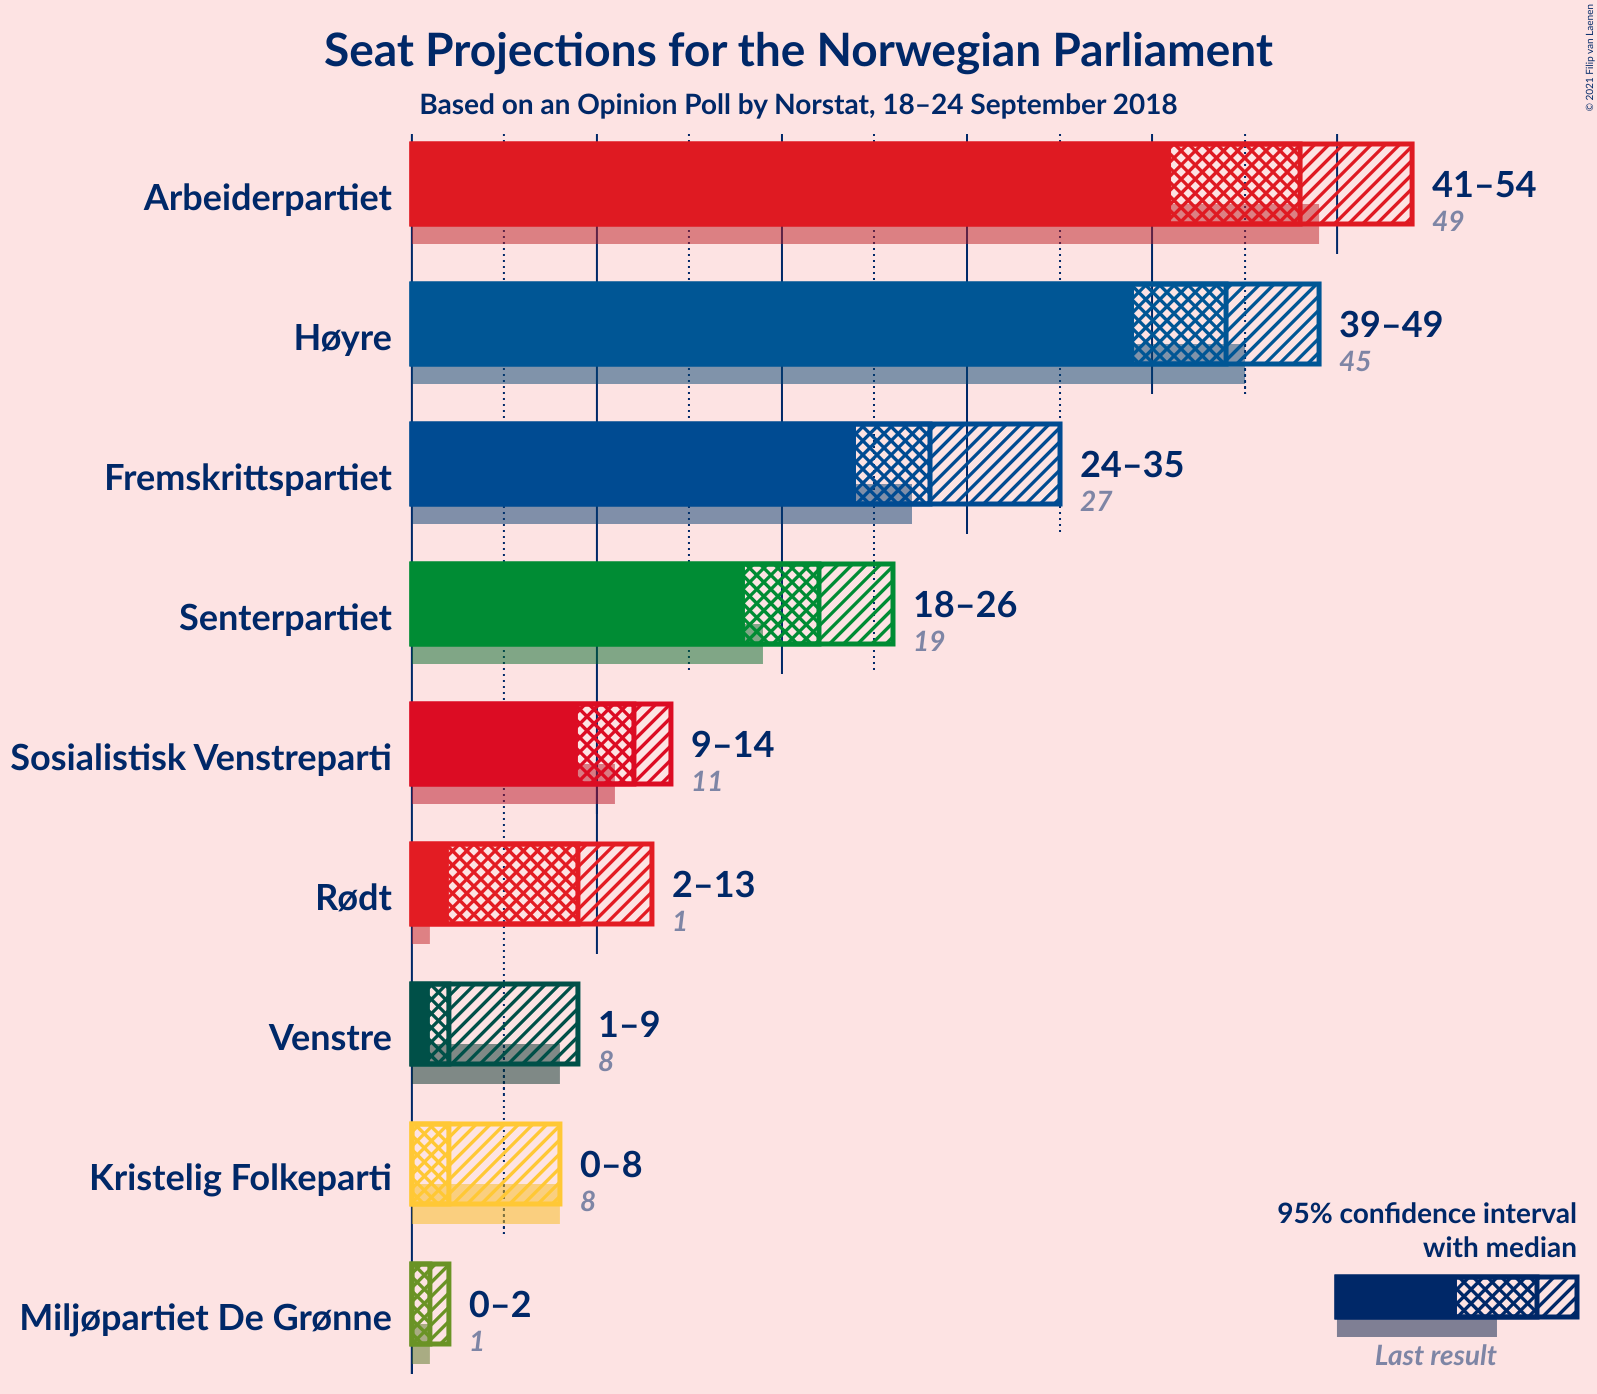 Seat Projections for the Norwegian Parliament
Based on an Opinion Poll by Norstat, 18–24 September 2018
© 2021 Filip van Laenen
Arbeiderpartiet
41–54
49
Høyre
39–49
45
Fremskrittspartiet
24–35
27
Senterpartiet
18–26
19
Sosialistisk Venstreparti
9–14
11
Rødt
2–13
1
Venstre
1–9
8
Kristelig Folkeparti
0–8
8
Miljøpartiet De Grønne
0–2
1
95% confidence interval
with median
Last result